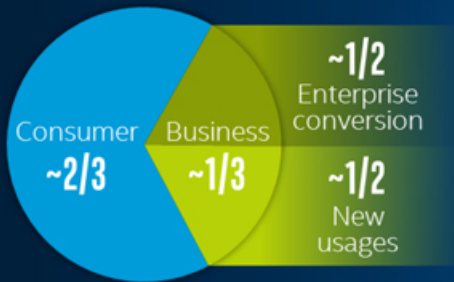 Consumer
~2/3
Business
~1/3
~1/2
Enterprise
conversion
~1/2
New
usages